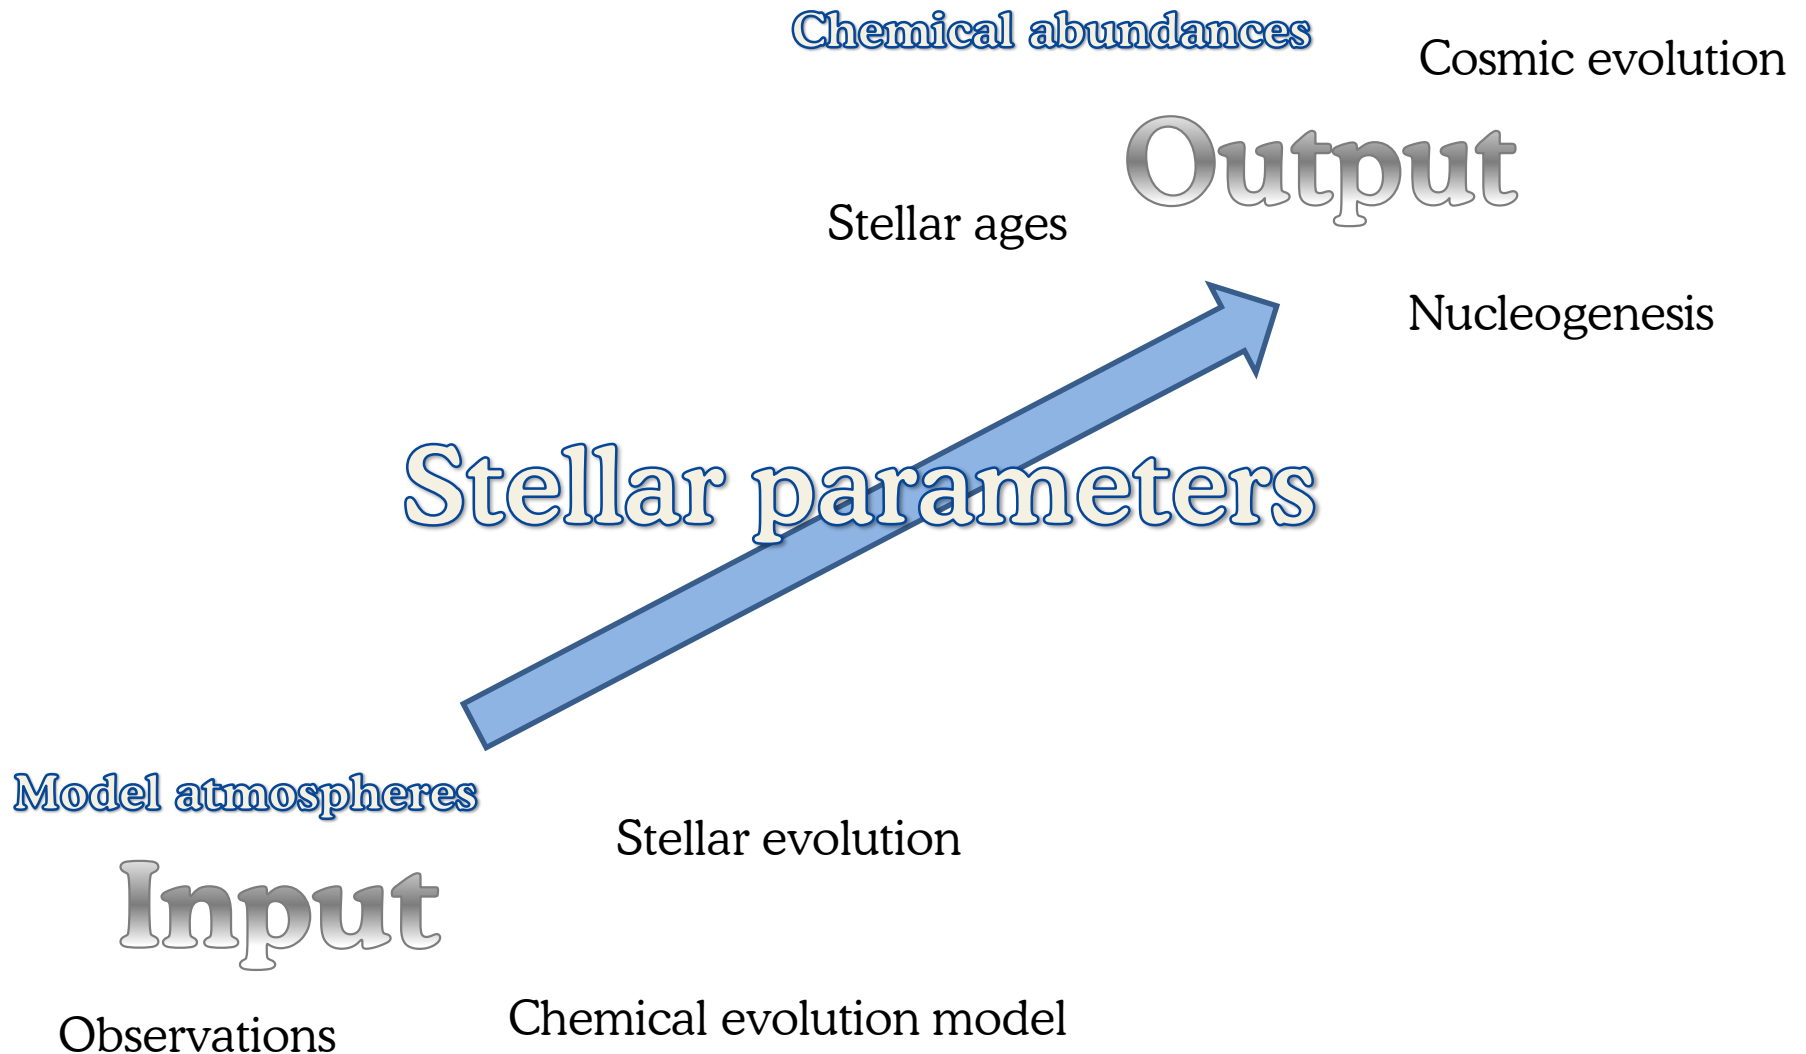 Chemical abundances
Cosmic evolution
Output
Stellar ages
Nucleogenesis
Stellar parameters
Model atmospheres
Stellar evolution
Input
Chemical evolution model
Observations